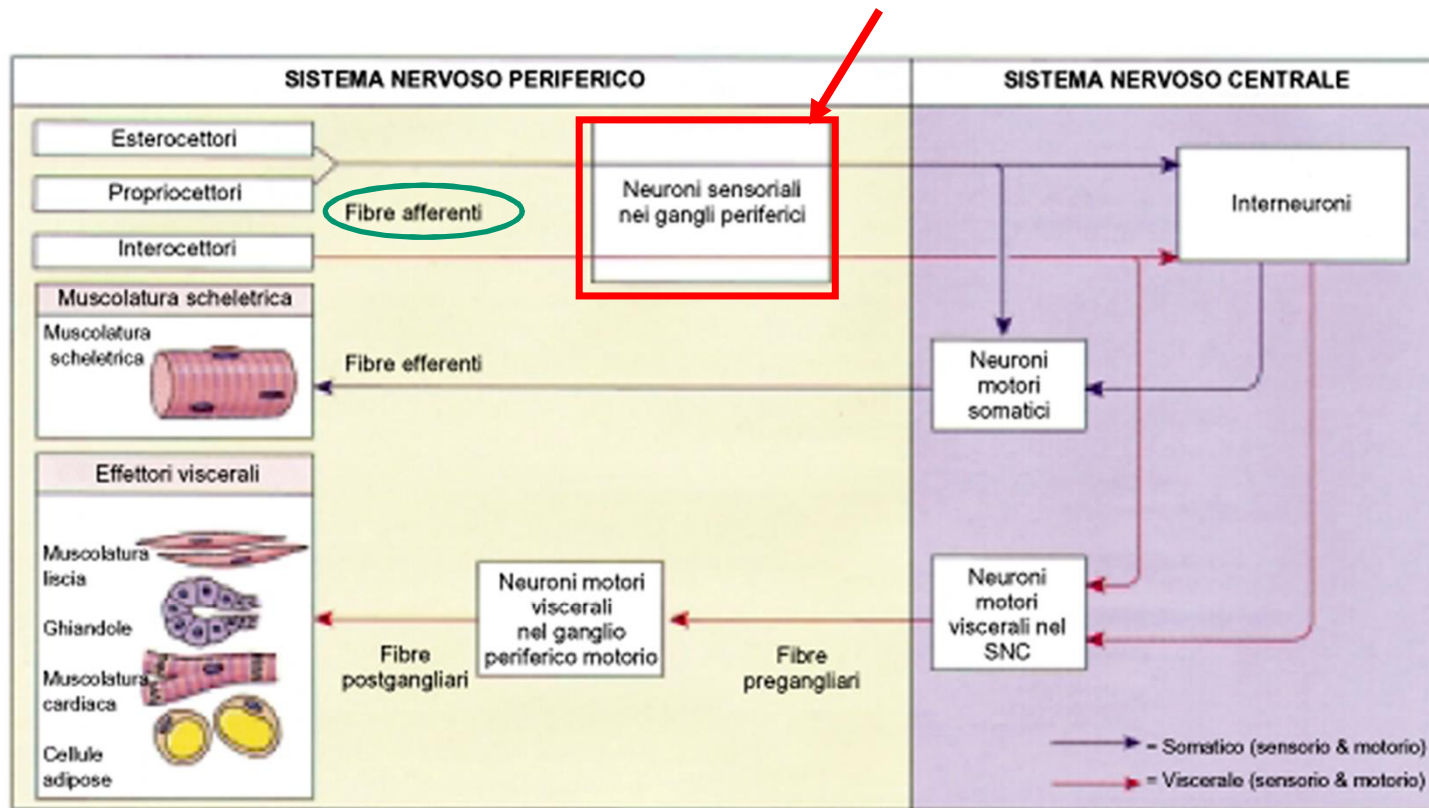 SISTEMA NERVOSO PERIFERICO
SISTEMA NERVOSO CENTRALE
Esterocettori
Propriocettori
Interocettori
Fibre afferenti
Neuroni sensoriali
nei gangli periferici
Interneuroni
Muscolatura scheletrica
Muscolatura
scheletrica
Fibre efferenti
Neuroni
motori
somatici
Effettori viscerali
Muscolatura
liscia
Ghiandole
Muscolatura
cardiaca
Cellule
adipose
Fibre
postgangliari
Neuroni motori
viscerali
nel ganglio
periferico motorio
Fibre
pregangliari
Neuroni
motori
viscerali nel
SNC
= Somatico (sensorio & motorio)
= Viscerale (sensorio & motorio)